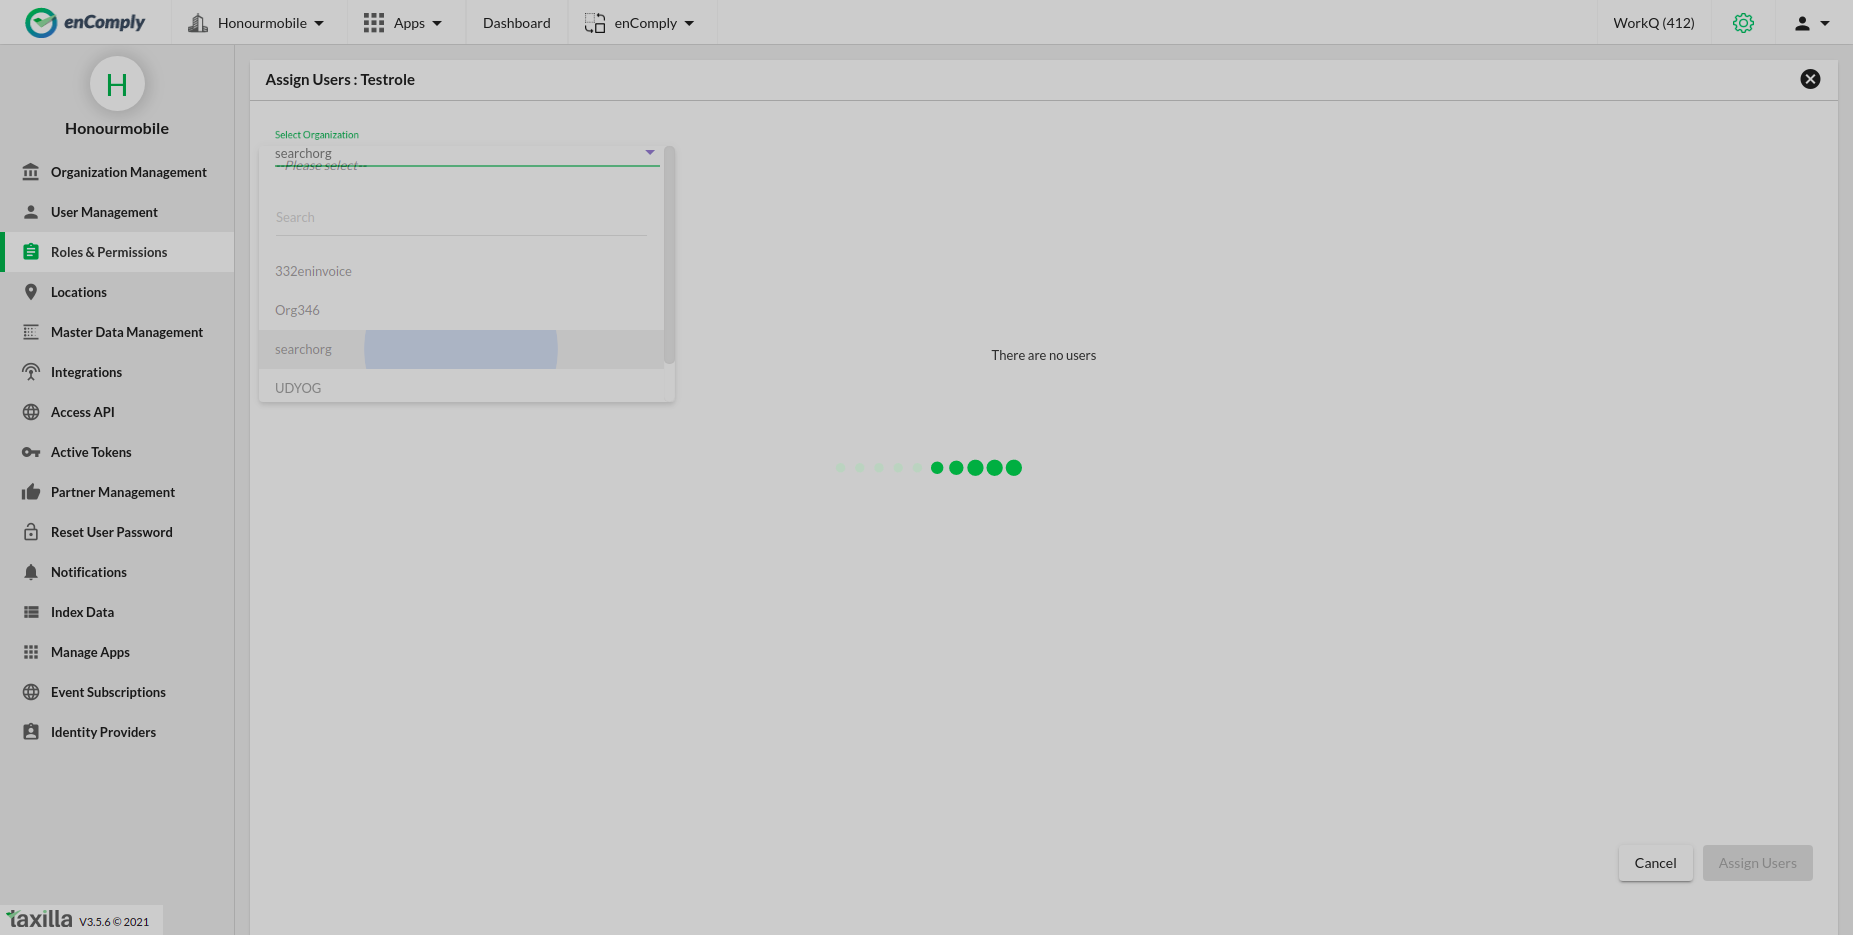 enComply
Honourmobile
Apps
Dashboard
enComply
WorkQ (412)
H
Honourmobile
Organization Management
User Management
Roles & Permissions
Locations
Master Data Management
Integrations
Access API
Active Tokens
Partner Management
Reset User Password
Notifications
Index Data
Manage Apps
Event Subscriptions
Identity Providers
taxilla V3.5.6 © 2021
Assign Users : Testrole
Select Organization
searchorg
--Please select--
Search
332eninvoice
Org346
searchorg
UDYOG
There are no users
Cancel
Assign Users